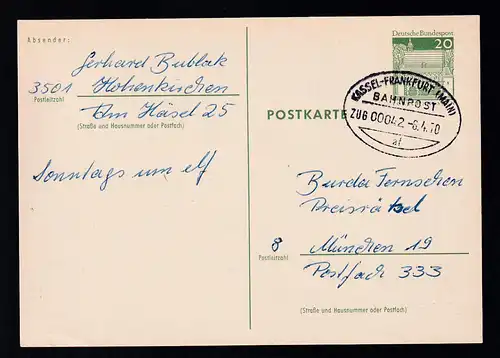 Absender:
Gerhard Bublak
3501 Hohenkirchen
Postleitzahl
Am Häsel 25
(Straße und Hausnummer oder Postfach)
Sonntags um elf
Deutsche Bundespost
20
POSTKARTE
KASSEL-FRANKFURT (MAIN)
BAHNPOST
ZUG 00042 -6.4.70
Burda Fernsehen
Preisrätsel
8 München 19
Postleitzahl
Postfach 333
(Straße und Hausnummer oder Postfach)